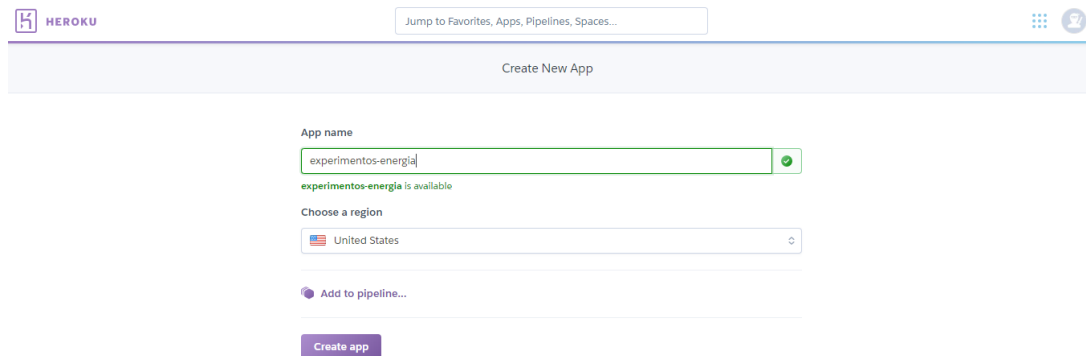 HEROKU
Jump to Favorites, Apps, Pipelines, Spaces...
Create New App
App name
experimentos-energia
experimentos-energia is available
Choose a region
United States
Add to pipeline...
Create app